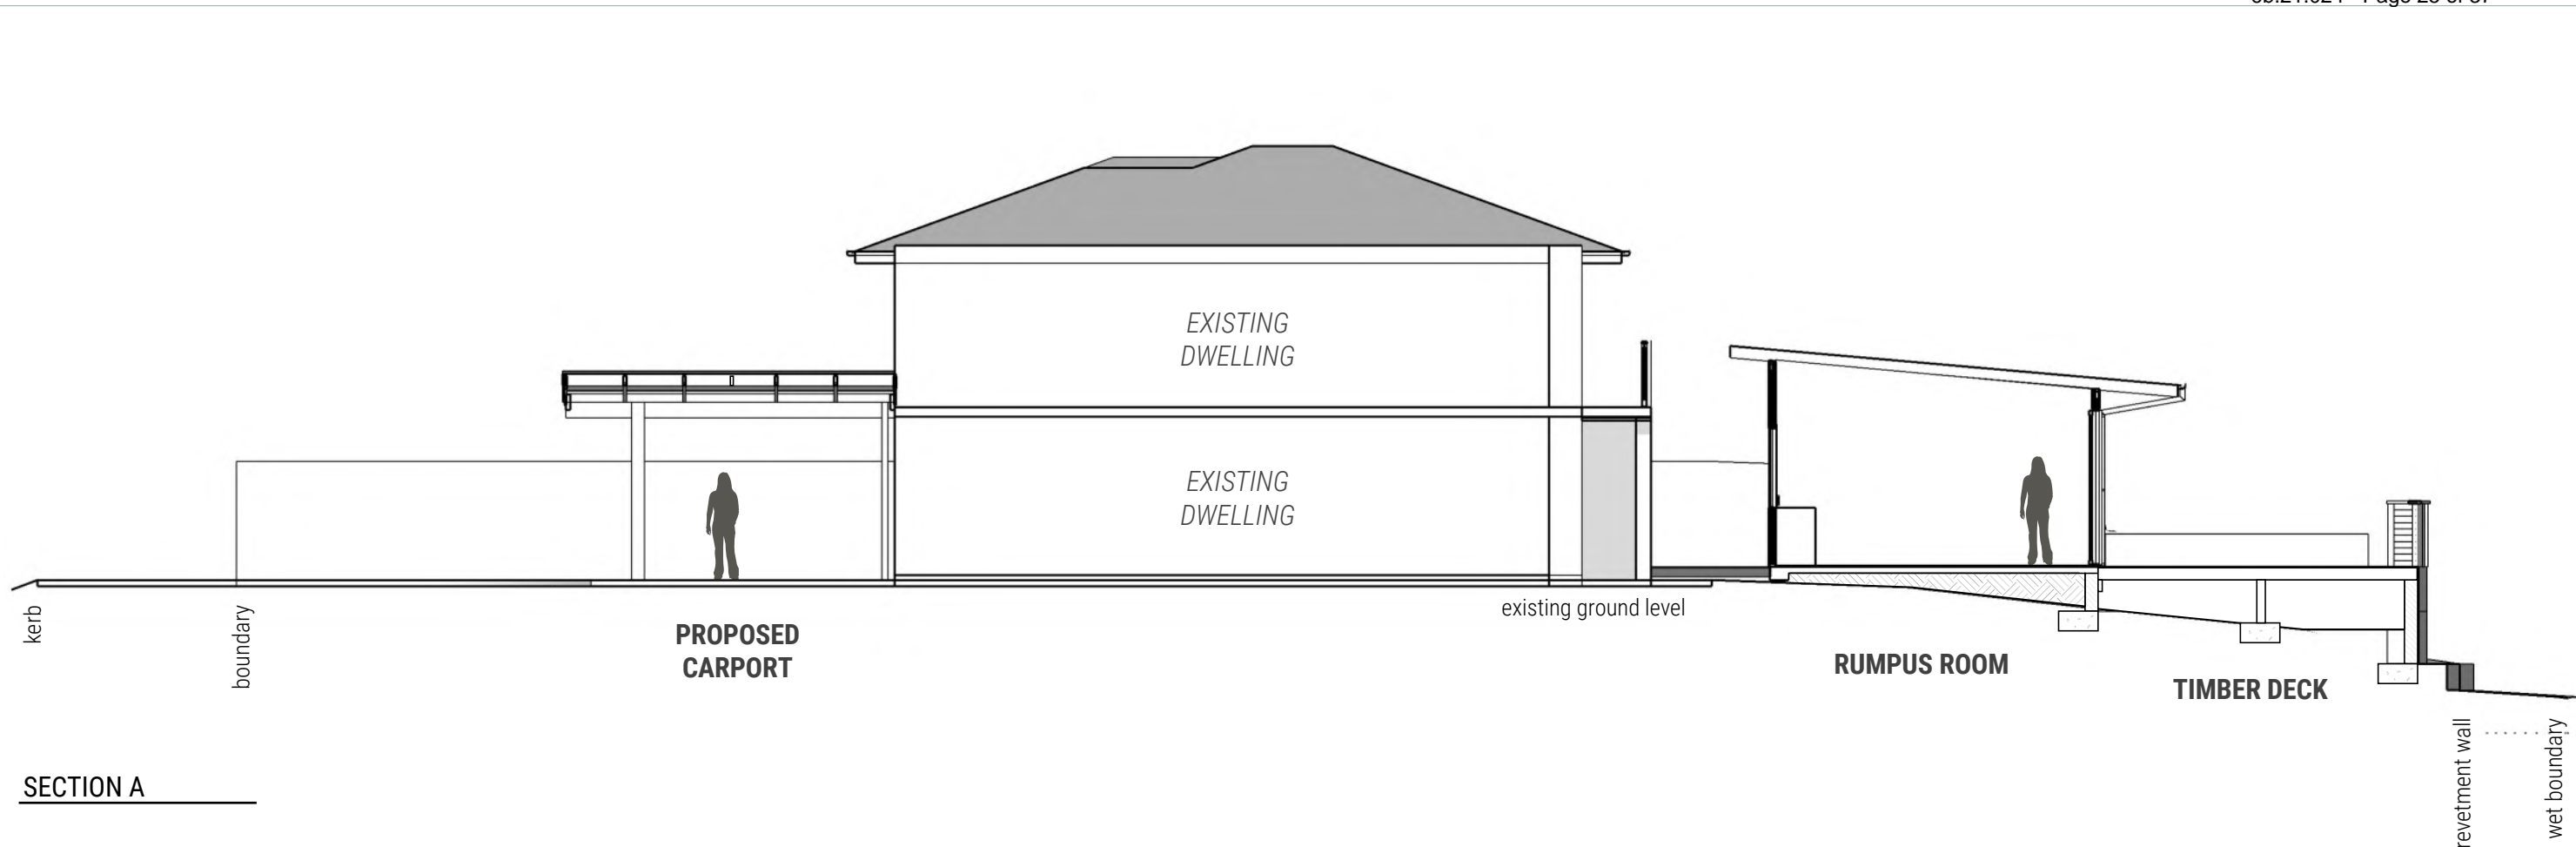 EXISTING
DWELLING
EXISTING
DWELLING
existing ground level
kerb
boundary
PROPOSED
CARPORT
RUMPUS ROOM
TIMBER DECK
revetment wall
wet boundary
SECTION A